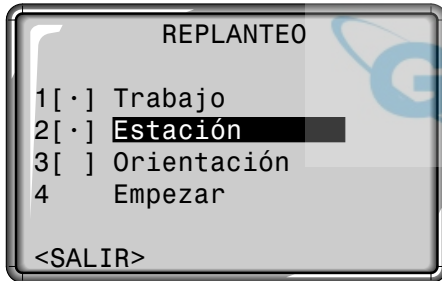 REPLANTEO
1[·] Trabajo
2[·] Estación
3[ ] Orientación
4 Empezar
<SALIR>